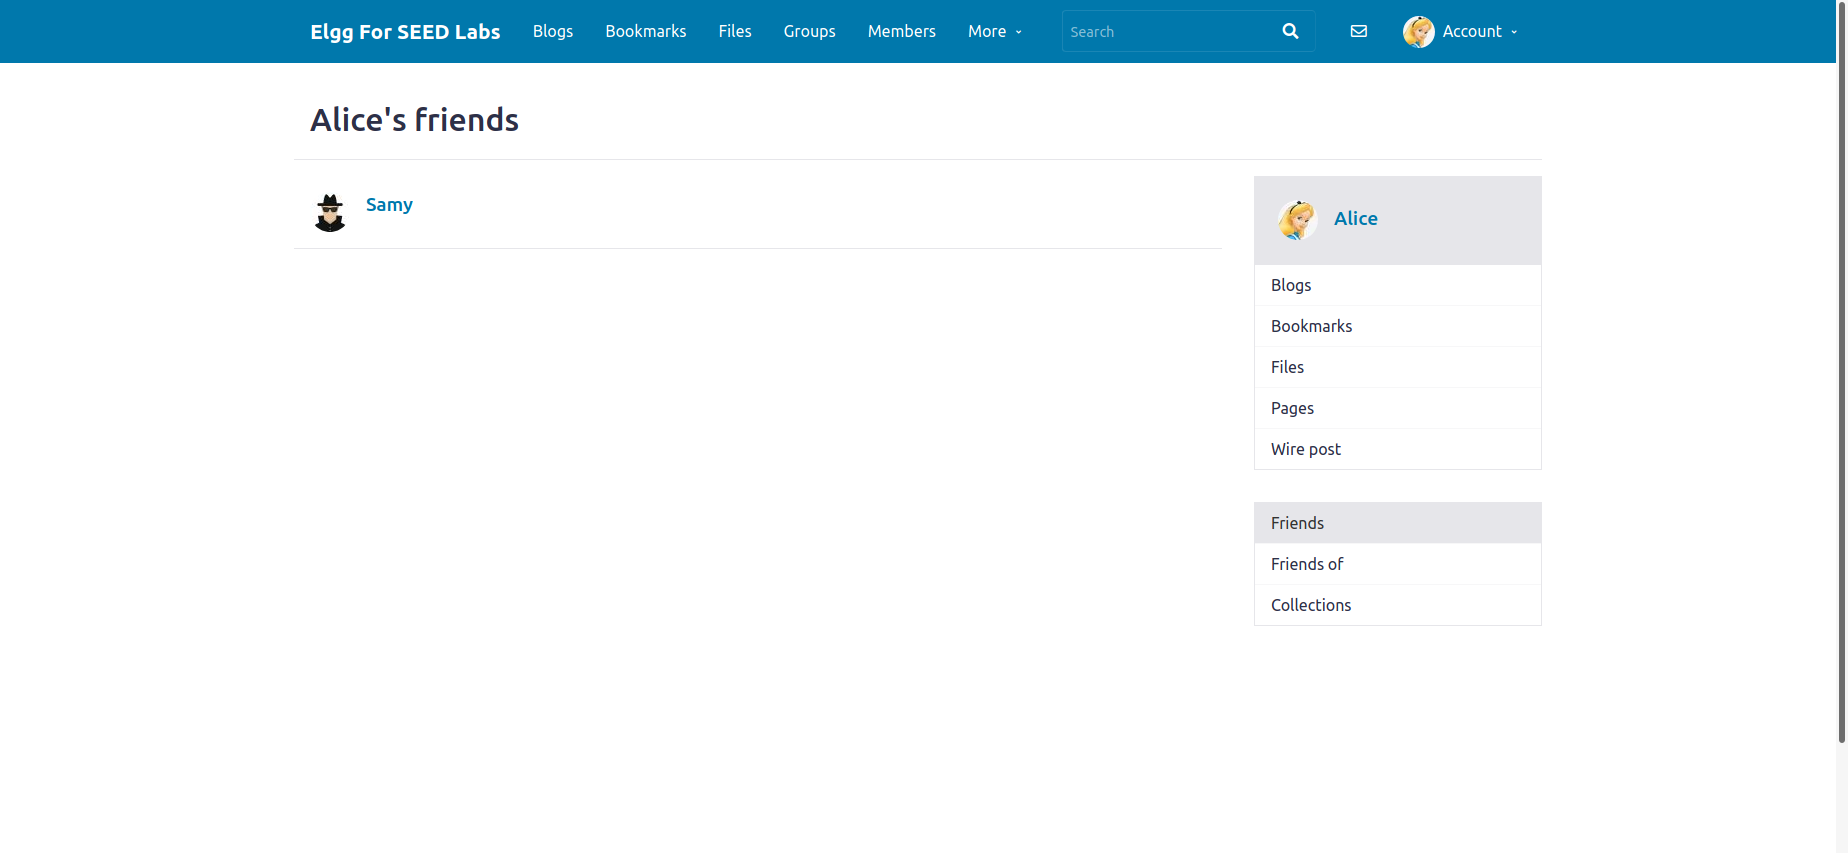 Elgg For SEED Labs Blogs Bookmarks Files Groups Members More Search Account
Alice's friends
Samy
Alice
Blogs
Bookmarks
Files
Pages
Wire post
Friends
Friends of
Collections